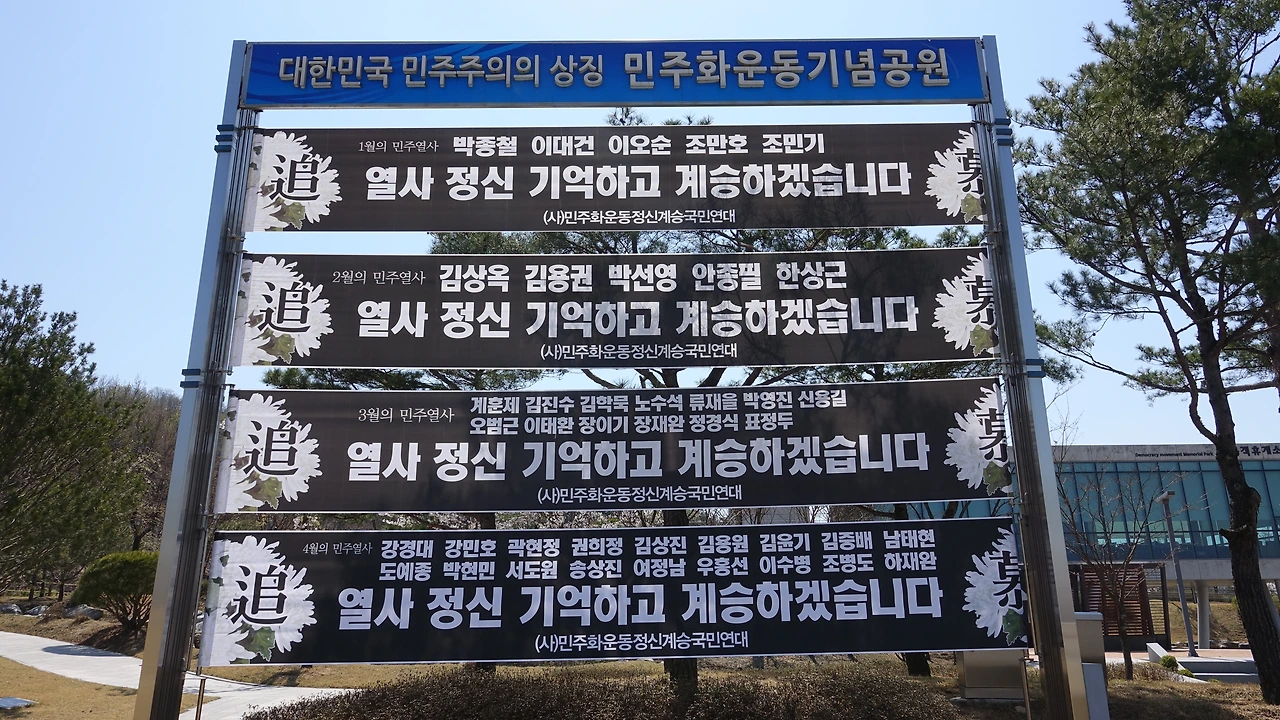 대한민국 민주주의의 상징 민주화운동기념공원
追
1월의 민주열사 박종철 이대건 이오순 조만호 조민기
열사 정신 기억하고 계승하겠습니다
(사)민주화운동정신계승국민연대
慕
追
2월의 민주열사 김상옥 김용권 박선영 안종필 한상근
열사 정신 기억하고 계승하겠습니다
(사)민주화운동정신계승국민연대
慕
追
3월의 민주열사 계훈제 김진수 김학묵 노수석 류재을 박영진 신용길
오범근 이태환 장이기 장재완 정경식 표정두
열사 정신 기억하고 계승하겠습니다
(사)민주화운동정신계승국민연대
慕
追
4월의 민주열사 강경대 강민호 곽현정 권희정 김상진 김용원 김윤기 김증배 남태현
도예종 박현민 서도원 송상진 여정남 우홍선 이수병 조병도 하재완
열사 정신 기억하고 계승하겠습니다
(사)민주화운동정신계승국민연대
慕
Democracy Movement Memorial Park